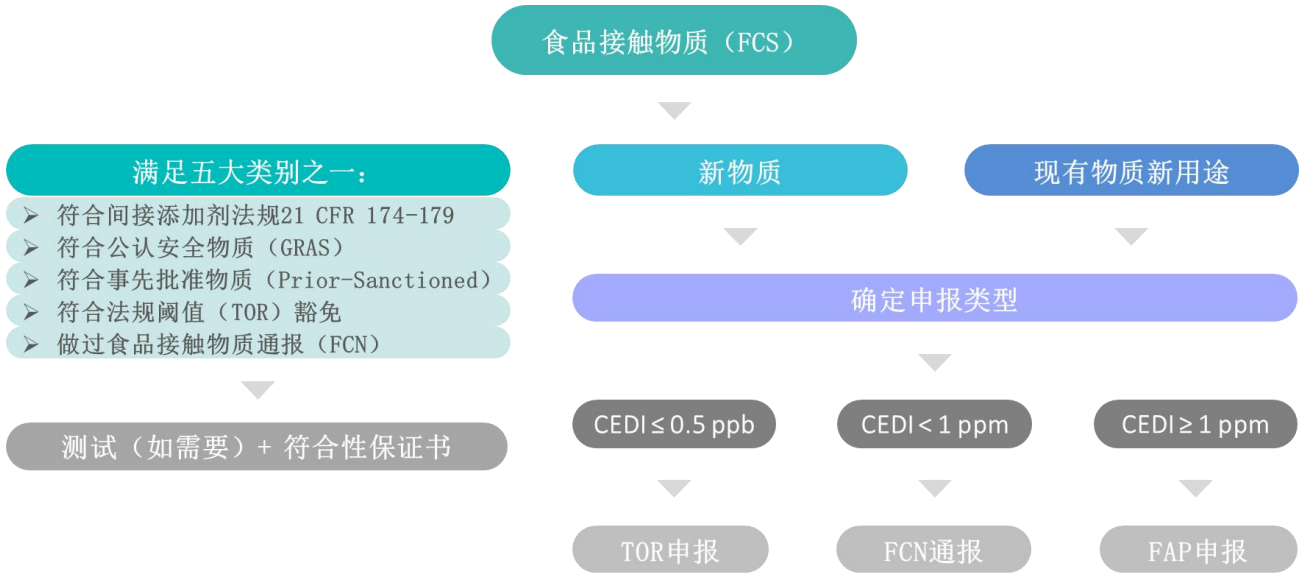 食品接触物质（FCS）
满足五大类别之一：
➢ 符合间接添加剂法规21 CFR 174-179
➢ 符合公认安全物质（GRAS）
➢ 符合事先批准物质（Prior-Sanctioned）
➢ 符合法规阈值（TOR）豁免
➢ 做过食品接触物质通报（FCN）
测试（如需要）+ 符合性保证书
新物质
现有物质新用途
确定申报类型
CEDI ≤ 0.5 ppb
CEDI < 1 ppm
CEDI ≥ 1 ppm
TOR申报
FCN通报
FAP申报